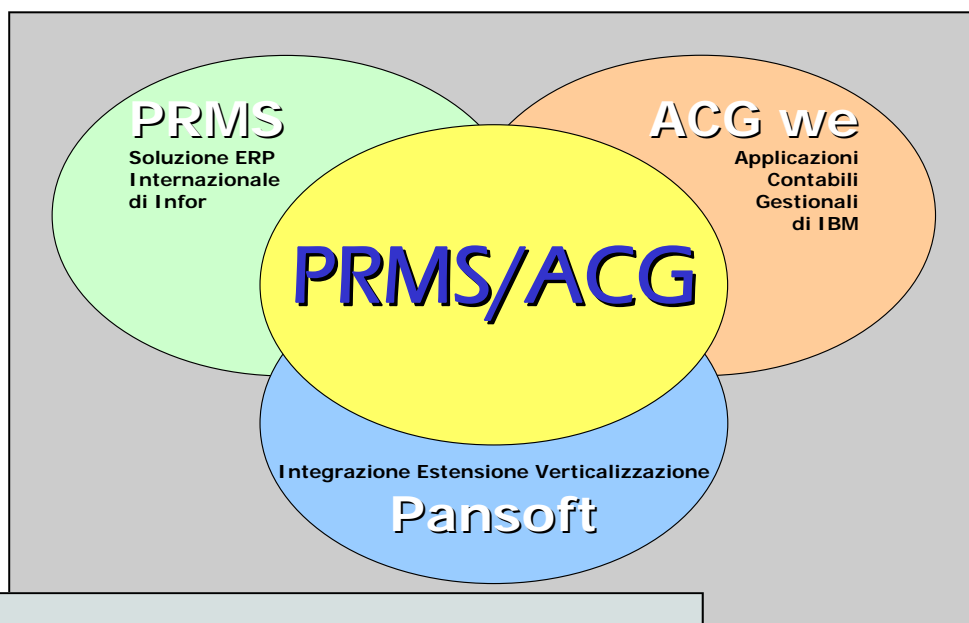 PRMS
Soluzione ERP
Internazionale
di Infor
ACG we
Applicazioni
Contabili
Gestionali
di IBM
PRMS/ACG
Integrazione Estensione Verticalizzazione
Pansoft